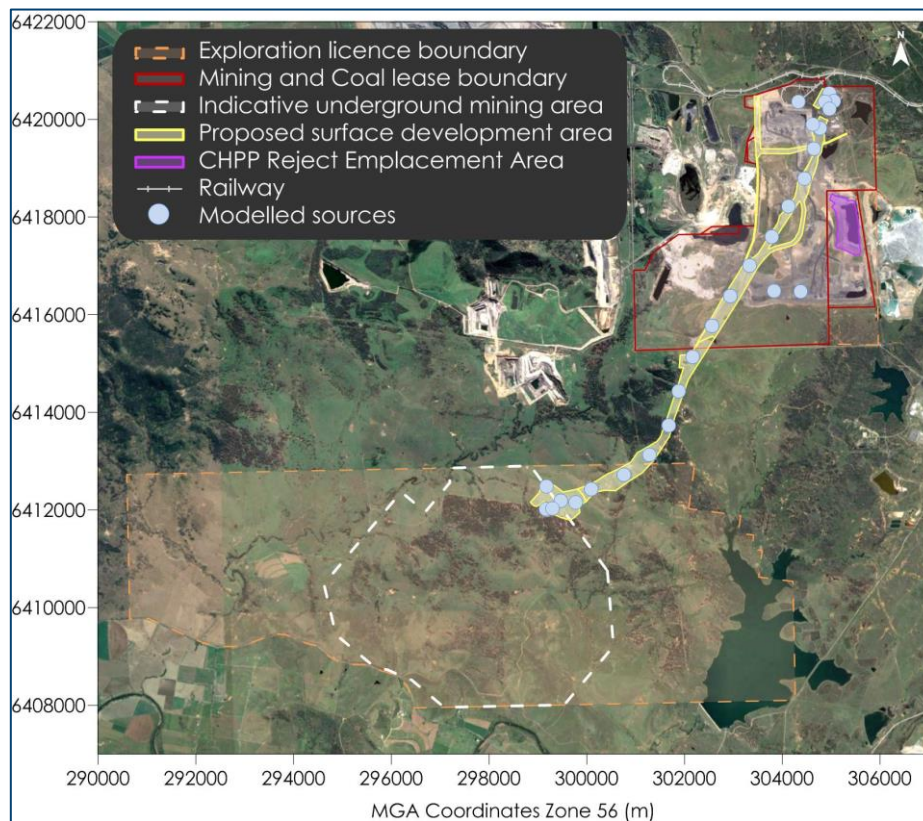 6422000
N
Exploration licence boundary
Mining and Coal lease boundary
Indicative underground mining area
Proposed surface development area
CHPP Reject Emplacement Area
Railway
Modelled sources
6420000
6418000
6416000
6414000
6412000
6410000
6408000
290000 292000 294000 296000 298000 300000 302000 304000 306000
MGA Coordinates Zone 56 (m)